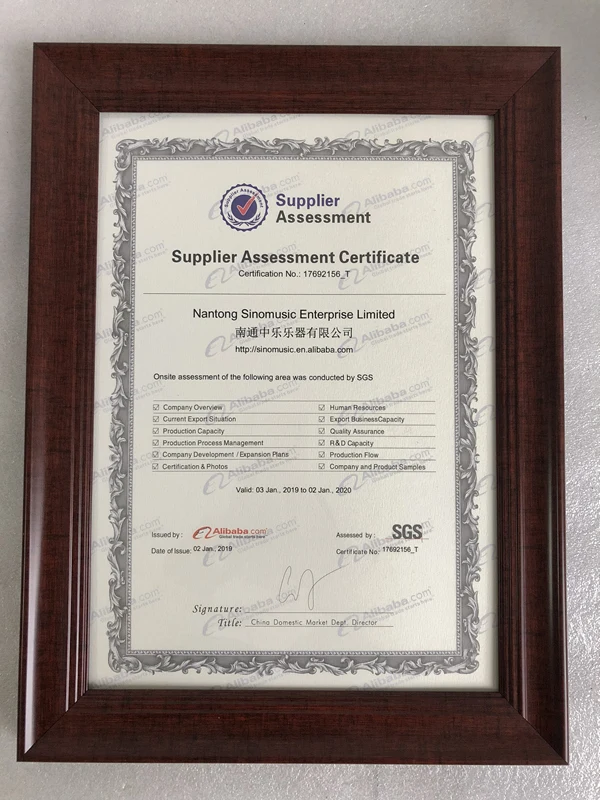 Supplier Assessment
Supplier
Assessment
Supplier Assessment Certificate
Certification No.: 17692156_T
Nantong Sinomusic Enterprise Limited
南通中乐乐器有限公司
http://sinomusic.en.alibaba.com
Onsite assessment of the following area was conducted by SGS
☑ Company Overview ☑ Human Resources
☑ Current Export Situation ☑ Export BusinessCapacity
☑ Production Capacity ☑ Quality Assurance
☑ Production Process Management ☑ R&D Capacity
☑ Company Development / Expansion Plans ☑ Production Flow
☑ Certification & Photos ☑ Company and Product Samples
Valid: 03 Jan., 2019 to 02 Jan., 2020
Issued by : Alibaba.com Assessed by : SGS
Global trade starts here
Date of Issue: 02 Jan., 2019 Certificate No.: 17692156_T
Signature:
Title: China Domestic Market Dept. Director